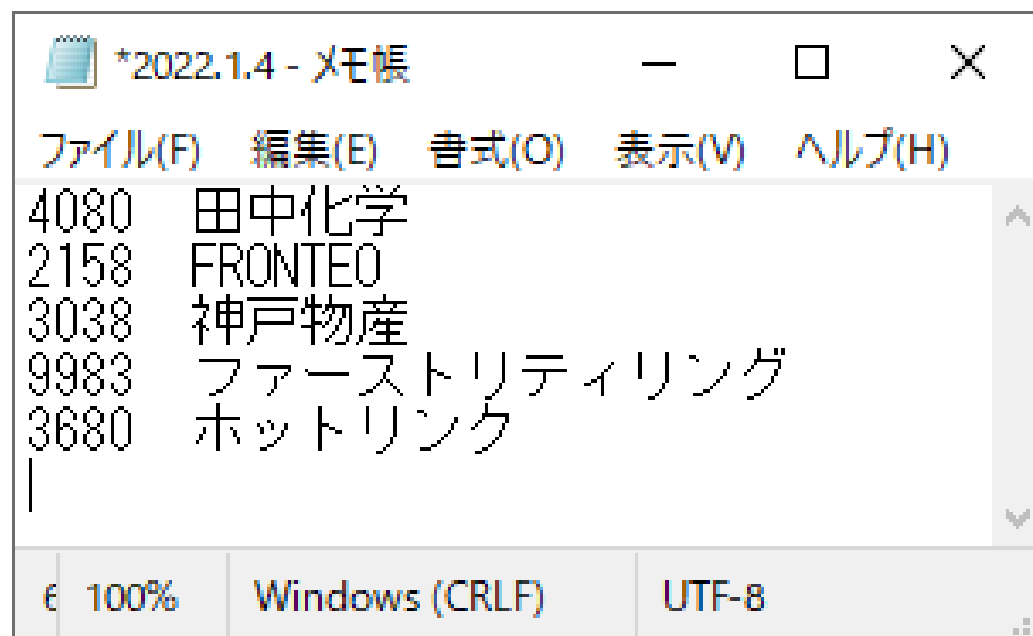 *2022.1.4 - メモ帳
ファイル(F) 編集(E) 書式(O) 表示(V) ヘルプ(H)
4080 田中化学
2158 FRONTEO
3038 神戸物産
9983 ファーストリティリング
3680 ホットリンク
100% Windows (CRLF) UTF-8